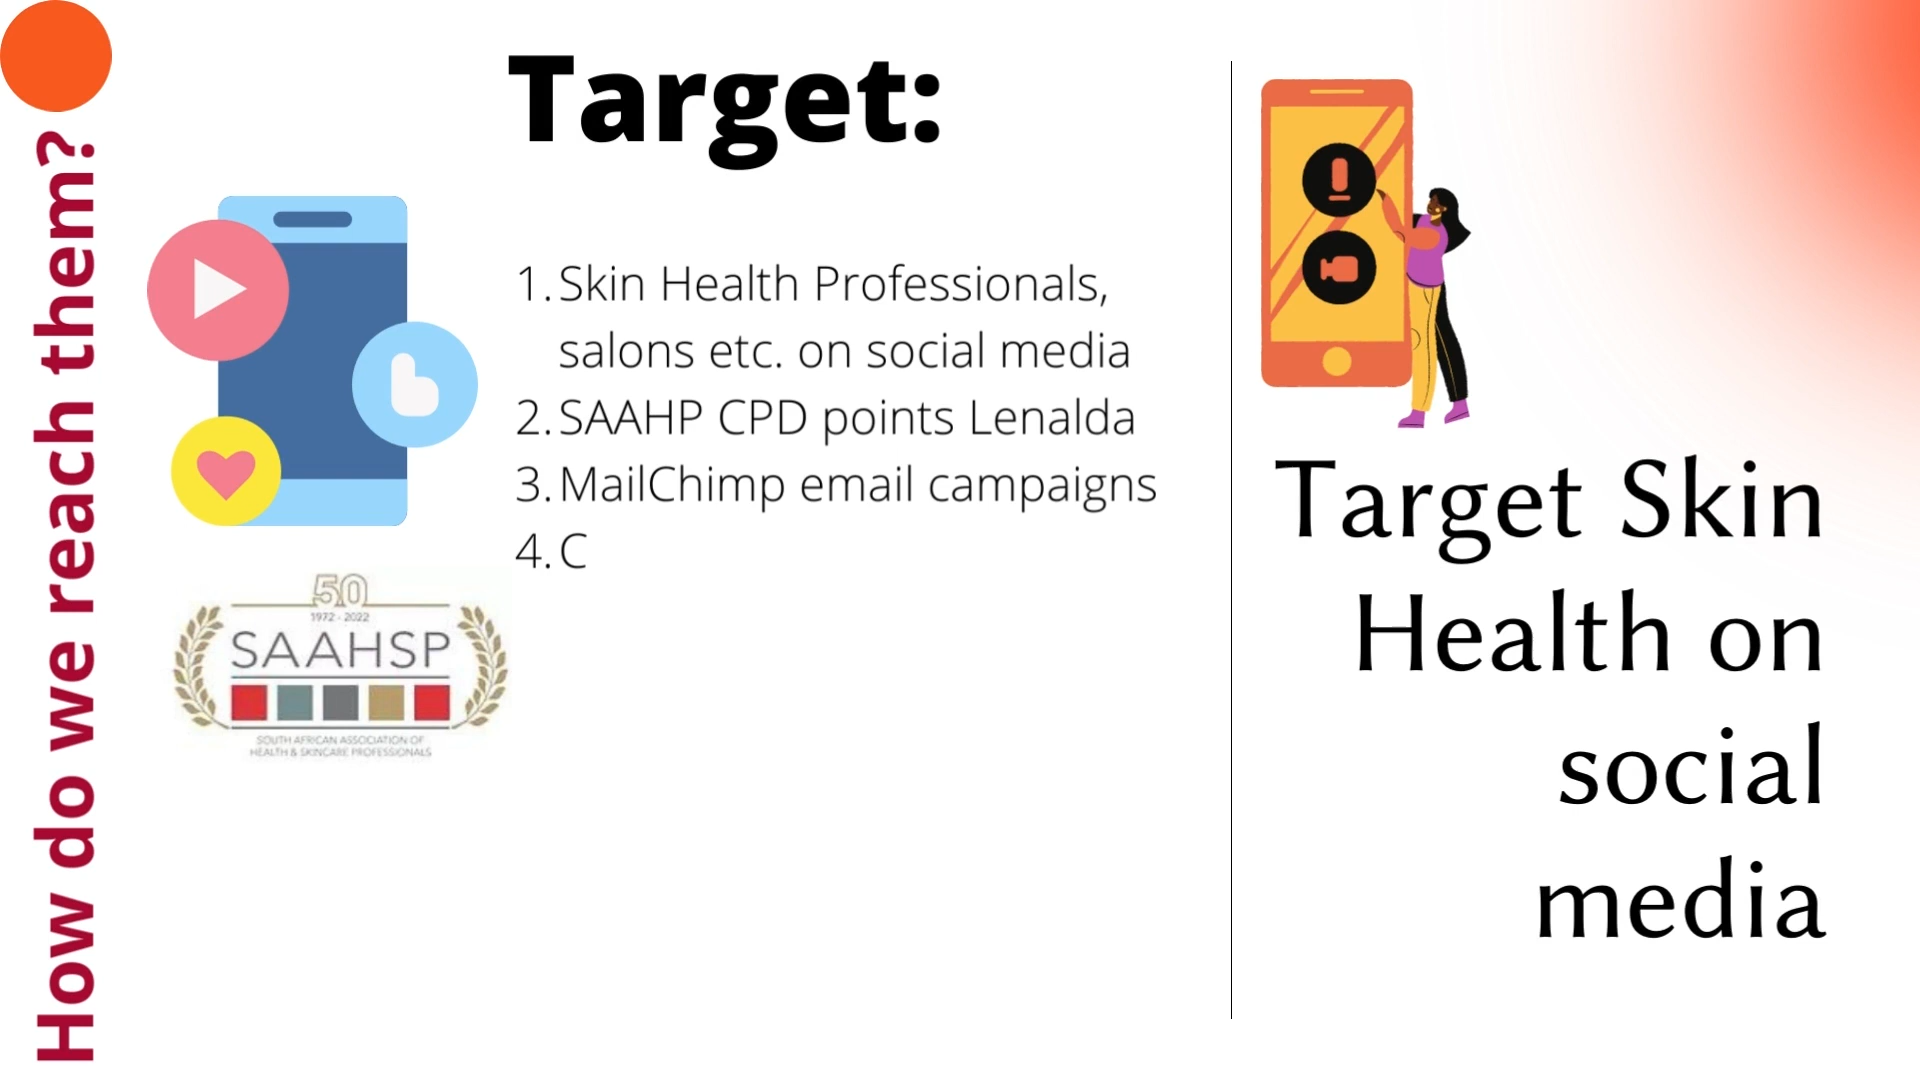 How do we reach them?
Target:
1. Skin Health Professionals,
salons etc. on social media
2. SAAHP CPD points Lenalda
3. MailChimp email campaigns
4. C
50
1972 - 2022
SAAHSP
SOUTH AFRICAN ASSOCIATION OF
HEALTH & SKINCARE PROFESSIONALS
Target Skin
Health on
social
media